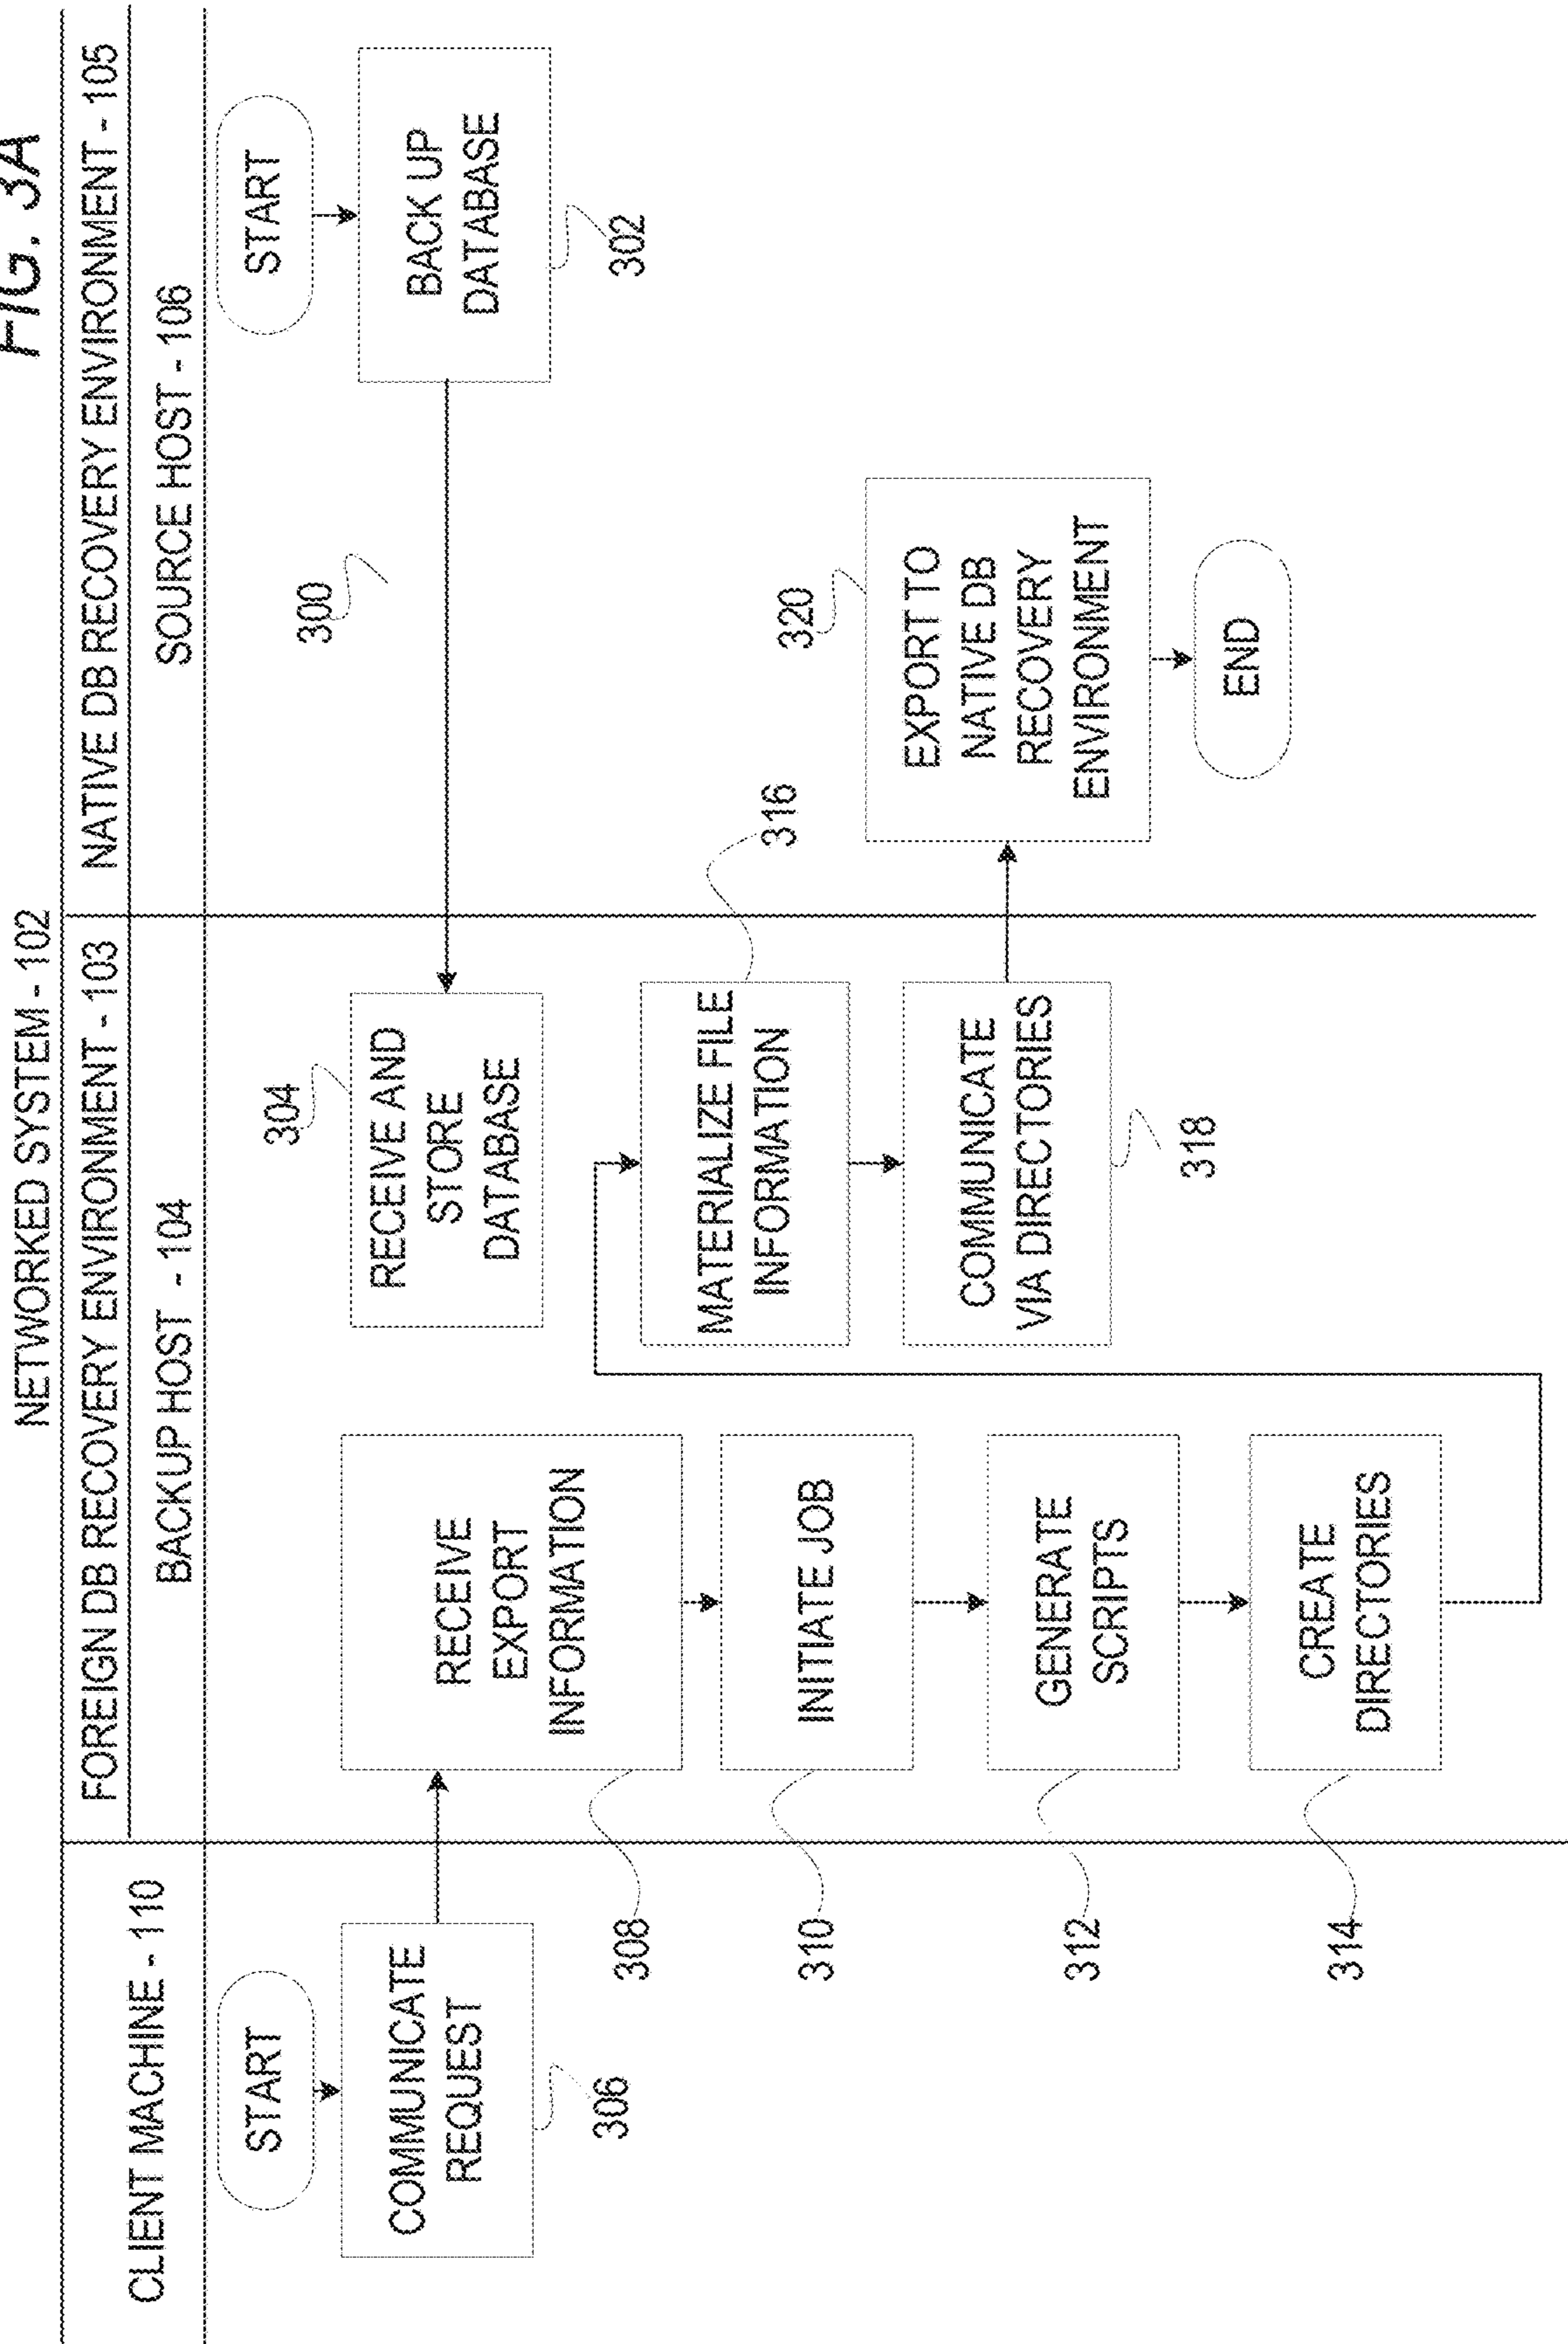 FIG. 3A
NETWORKED SYSTEM - 102
CLIENT MACHINE - 110
FOREIGN DB RECOVERY ENVIRONMENT - 103
NATIVE DB RECOVERY ENVIRONMENT - 105
BACKUP HOST - 104
SOURCE HOST - 106
START
BACK UP
DATABASE
302
300
304
RECEIVE AND
STORE
DATABASE
START
COMMUNICATE
REQUEST
306
RECEIVE
EXPORT
INFORMATION
308
INITIATE JOB
310
GENERATE
SCRIPTS
312
CREATE
DIRECTORIES
314
MATERIALIZE FILE
INFORMATION
316
COMMUNICATE
VIA DIRECTORIES
318
320
EXPORT TO
NATIVE DB
RECOVERY
ENVIRONMENT
END